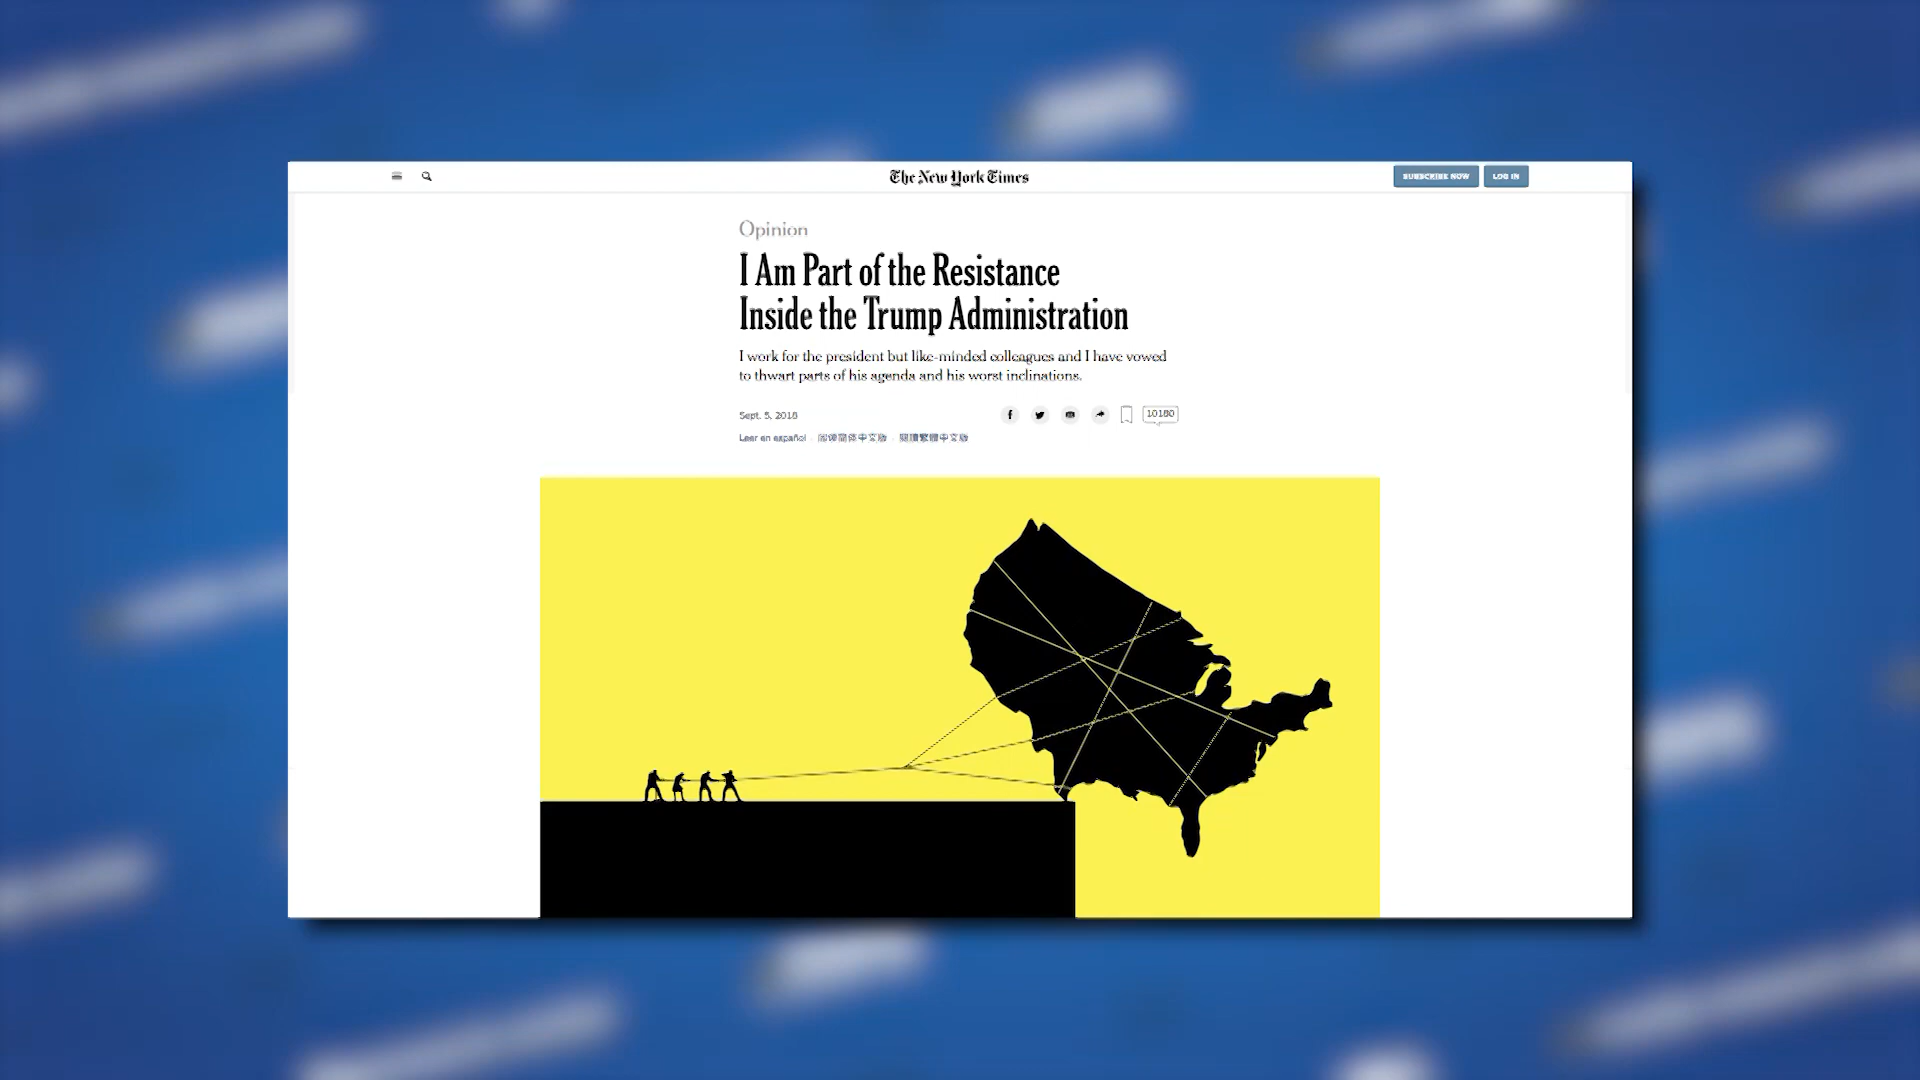 The New York Times
SUBSCRIBE NOW
LOG IN
Opinion
I Am Part of the Resistance
Inside the Trump Administration
I work for the president but like-minded colleagues and I have vowed
to thwart parts of his agenda and his worst inclinations.
Sept. 5, 2018
10180
Leer en español